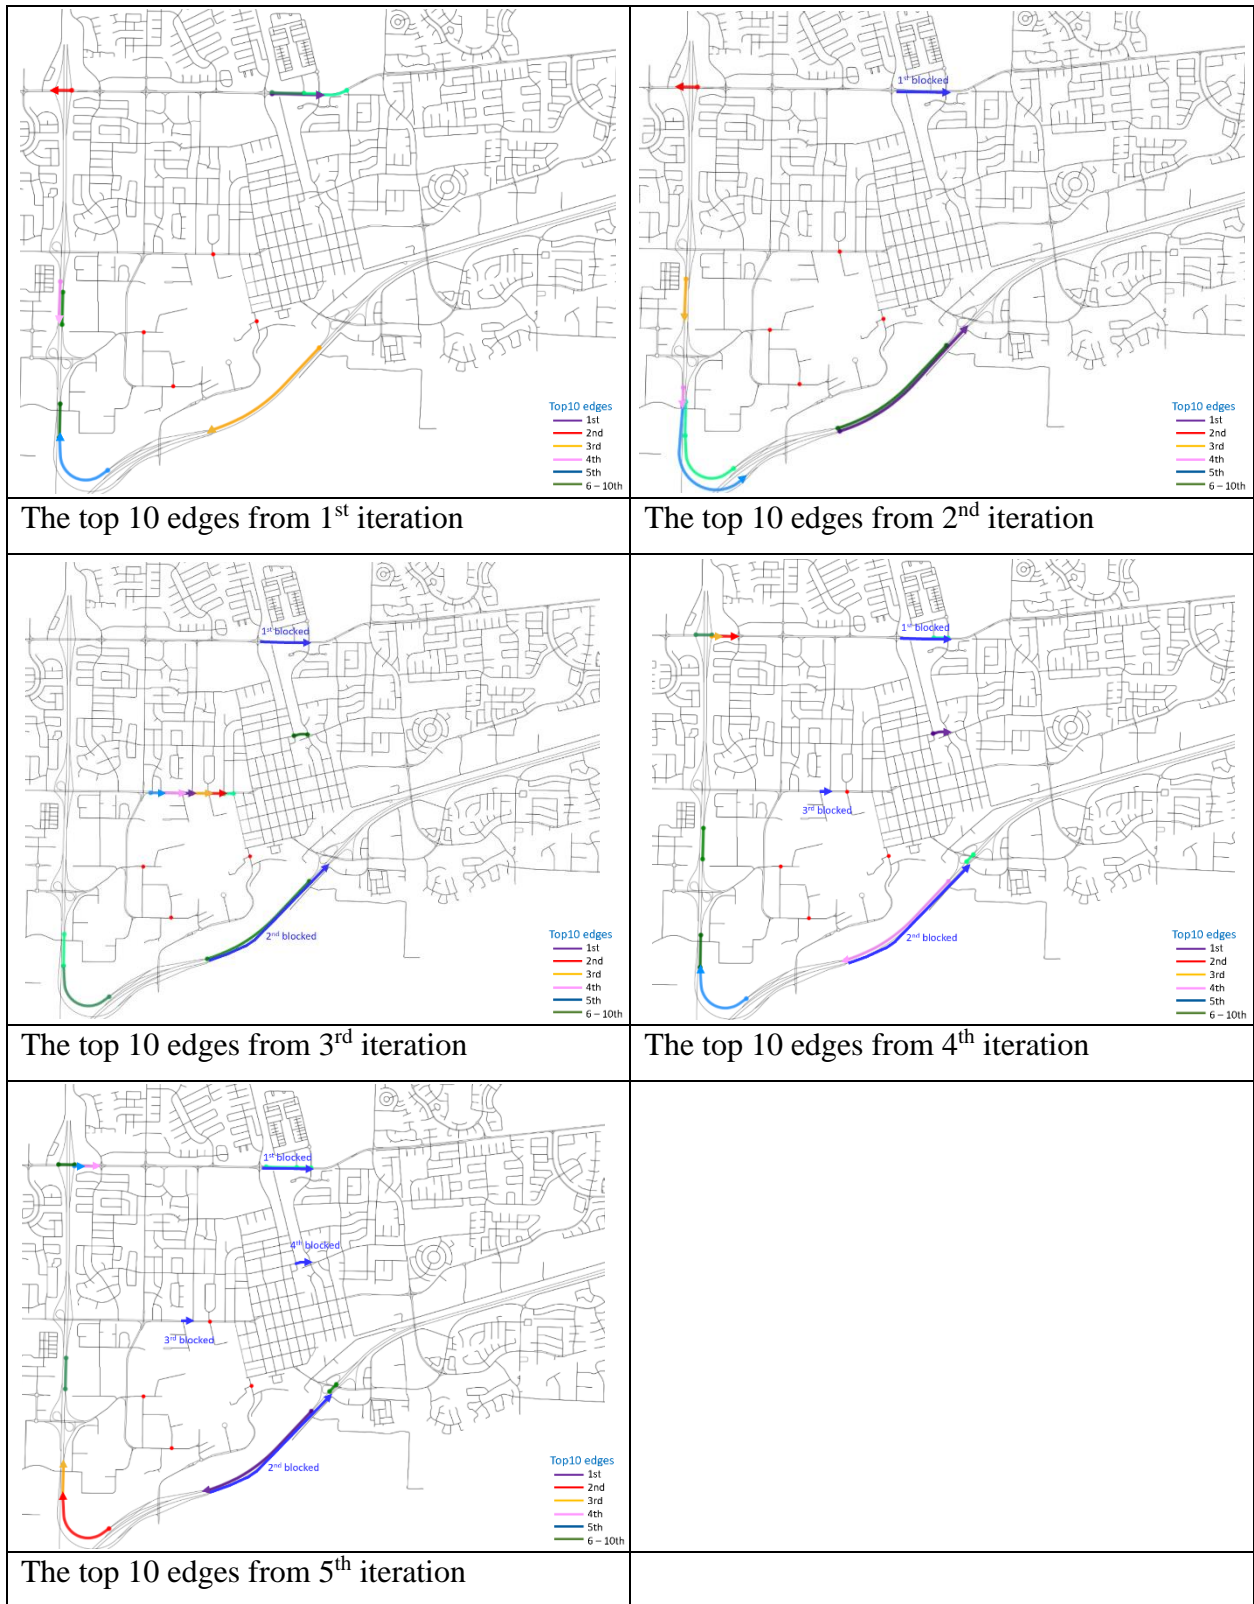 Top10 edges
1st
2nd
3rd
4th
5th
6 – 10th
The top 10 edges from 1st iteration
1st blocked
Top10 edges
1st
2nd
3rd
4th
5th
6 – 10th
The top 10 edges from 2nd iteration
1st blocked
2nd blocked
Top10 edges
1st
2nd
3rd
4th
5th
6 – 10th
The top 10 edges from 3rd iteration
1st blocked
3rd blocked
2nd blocked
Top10 edges
1st
2nd
3rd
4th
5th
6 – 10th
The top 10 edges from 4th iteration
1st blocked
4th blocked
3rd blocked
2nd blocked
Top10 edges
1st
2nd
3rd
4th
5th
6 – 10th
The top 10 edges from 5th iteration